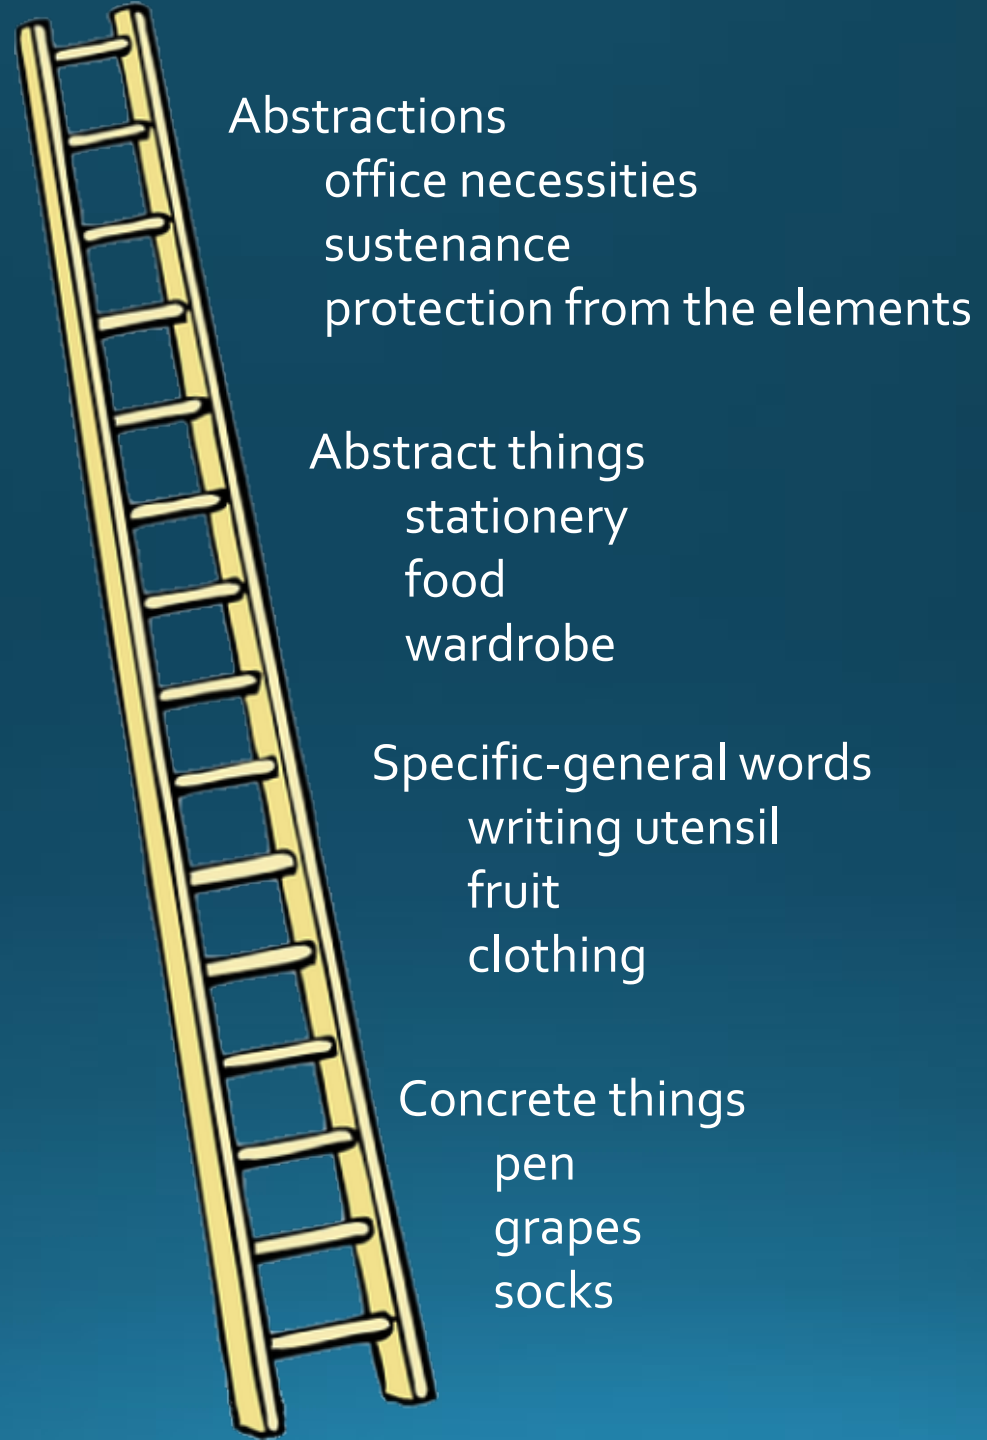 Abstractions
office necessities
sustenance
protection from the elements
Abstract things
stationery
food
wardrobe
Specific-general words
writing utensil
fruit
clothing
Concrete things
pen
grapes
socks